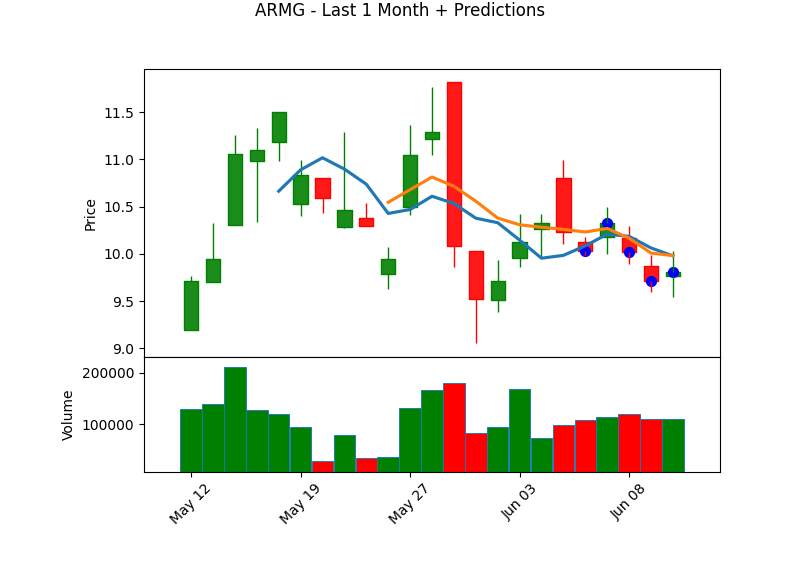 ARMG - Last 1 Month + Predictions
11.5
11.0
10.5
10.0
9.5
9.0
Price
200000
100000
Volume
May 12
May 19
May 27
Jun 03
Jun 08